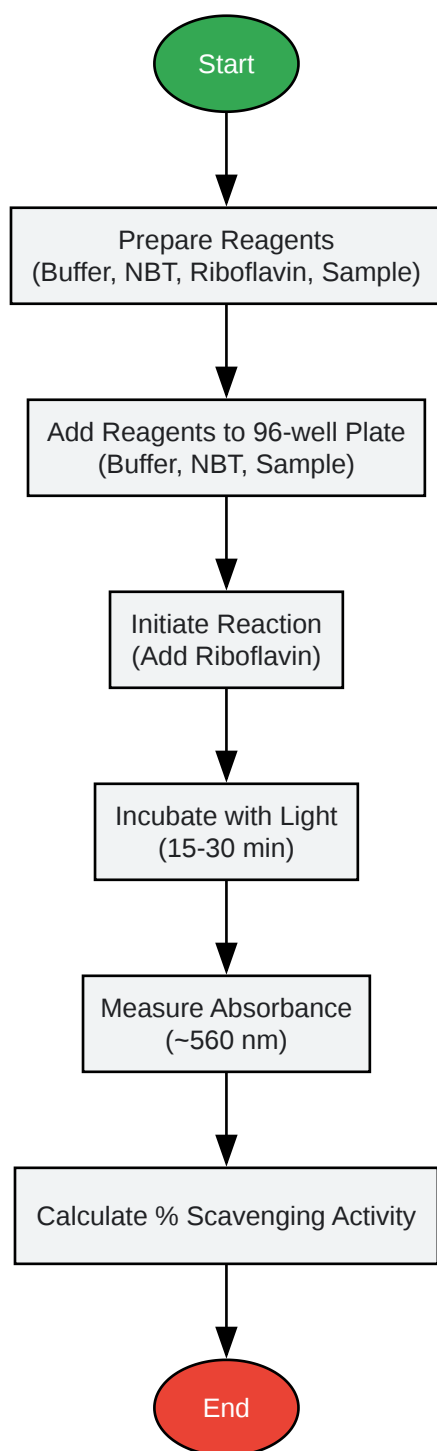 Start
Prepare Reagents
(Buffer, NBT, Riboflavin, Sample)
Add Reagents to 96-well Plate
(Buffer, NBT, Sample)
Initiate Reaction
(Add Riboflavin)
Incubate with Light
(15-30 min)
Measure Absorbance
(~560 nm)
Calculate % Scavenging Activity
End